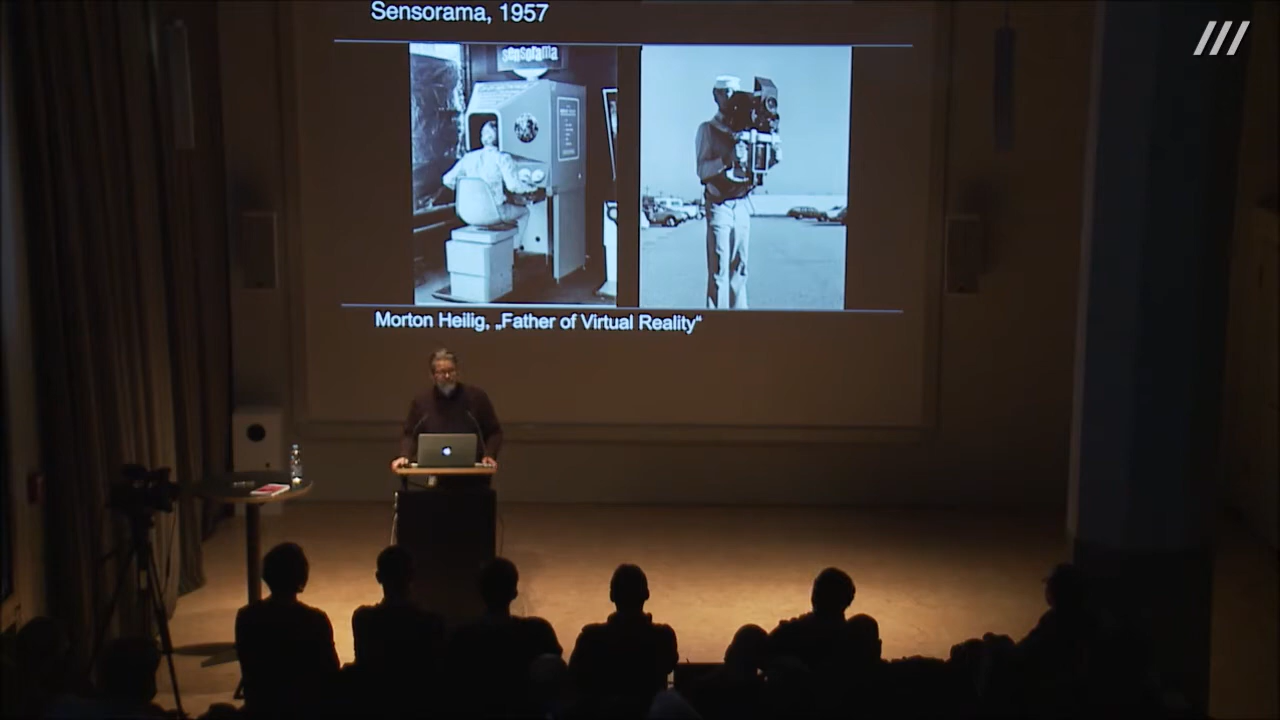 Sensorama, 1957
sensorama
Morton Heilig, „Father of Virtual Reality“